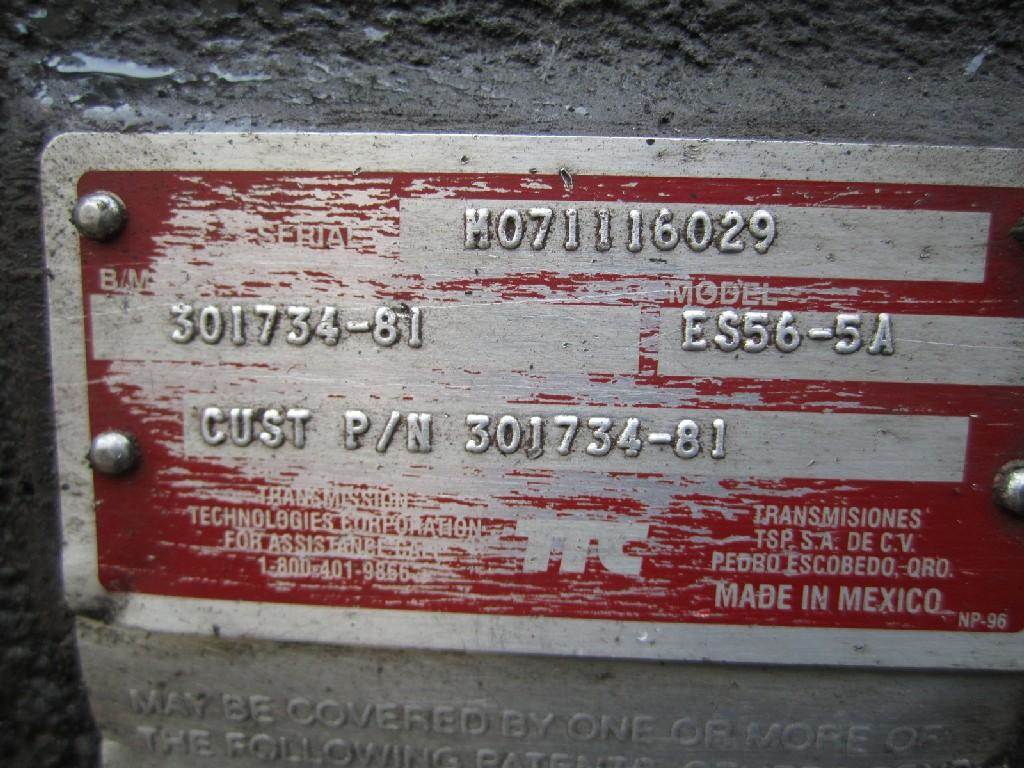 SERIAL M071116029
B/M MODEL
301734-81 ES56-5A
CUST P/N 301734-81
TRANSMISSION
TECHNOLOGIES CORPORATION
FOR ASSISTANCE CALL
1-800-401-9866
TTC
TRANSMISIONES
TSP S.A. DE C.V.
PEDRO ESCOBEDO, QRO.
MADE IN MEXICO
NP-96
MAY BE COVERED BY ONE OR MORE OF
THE FOLLOWING PATENTS